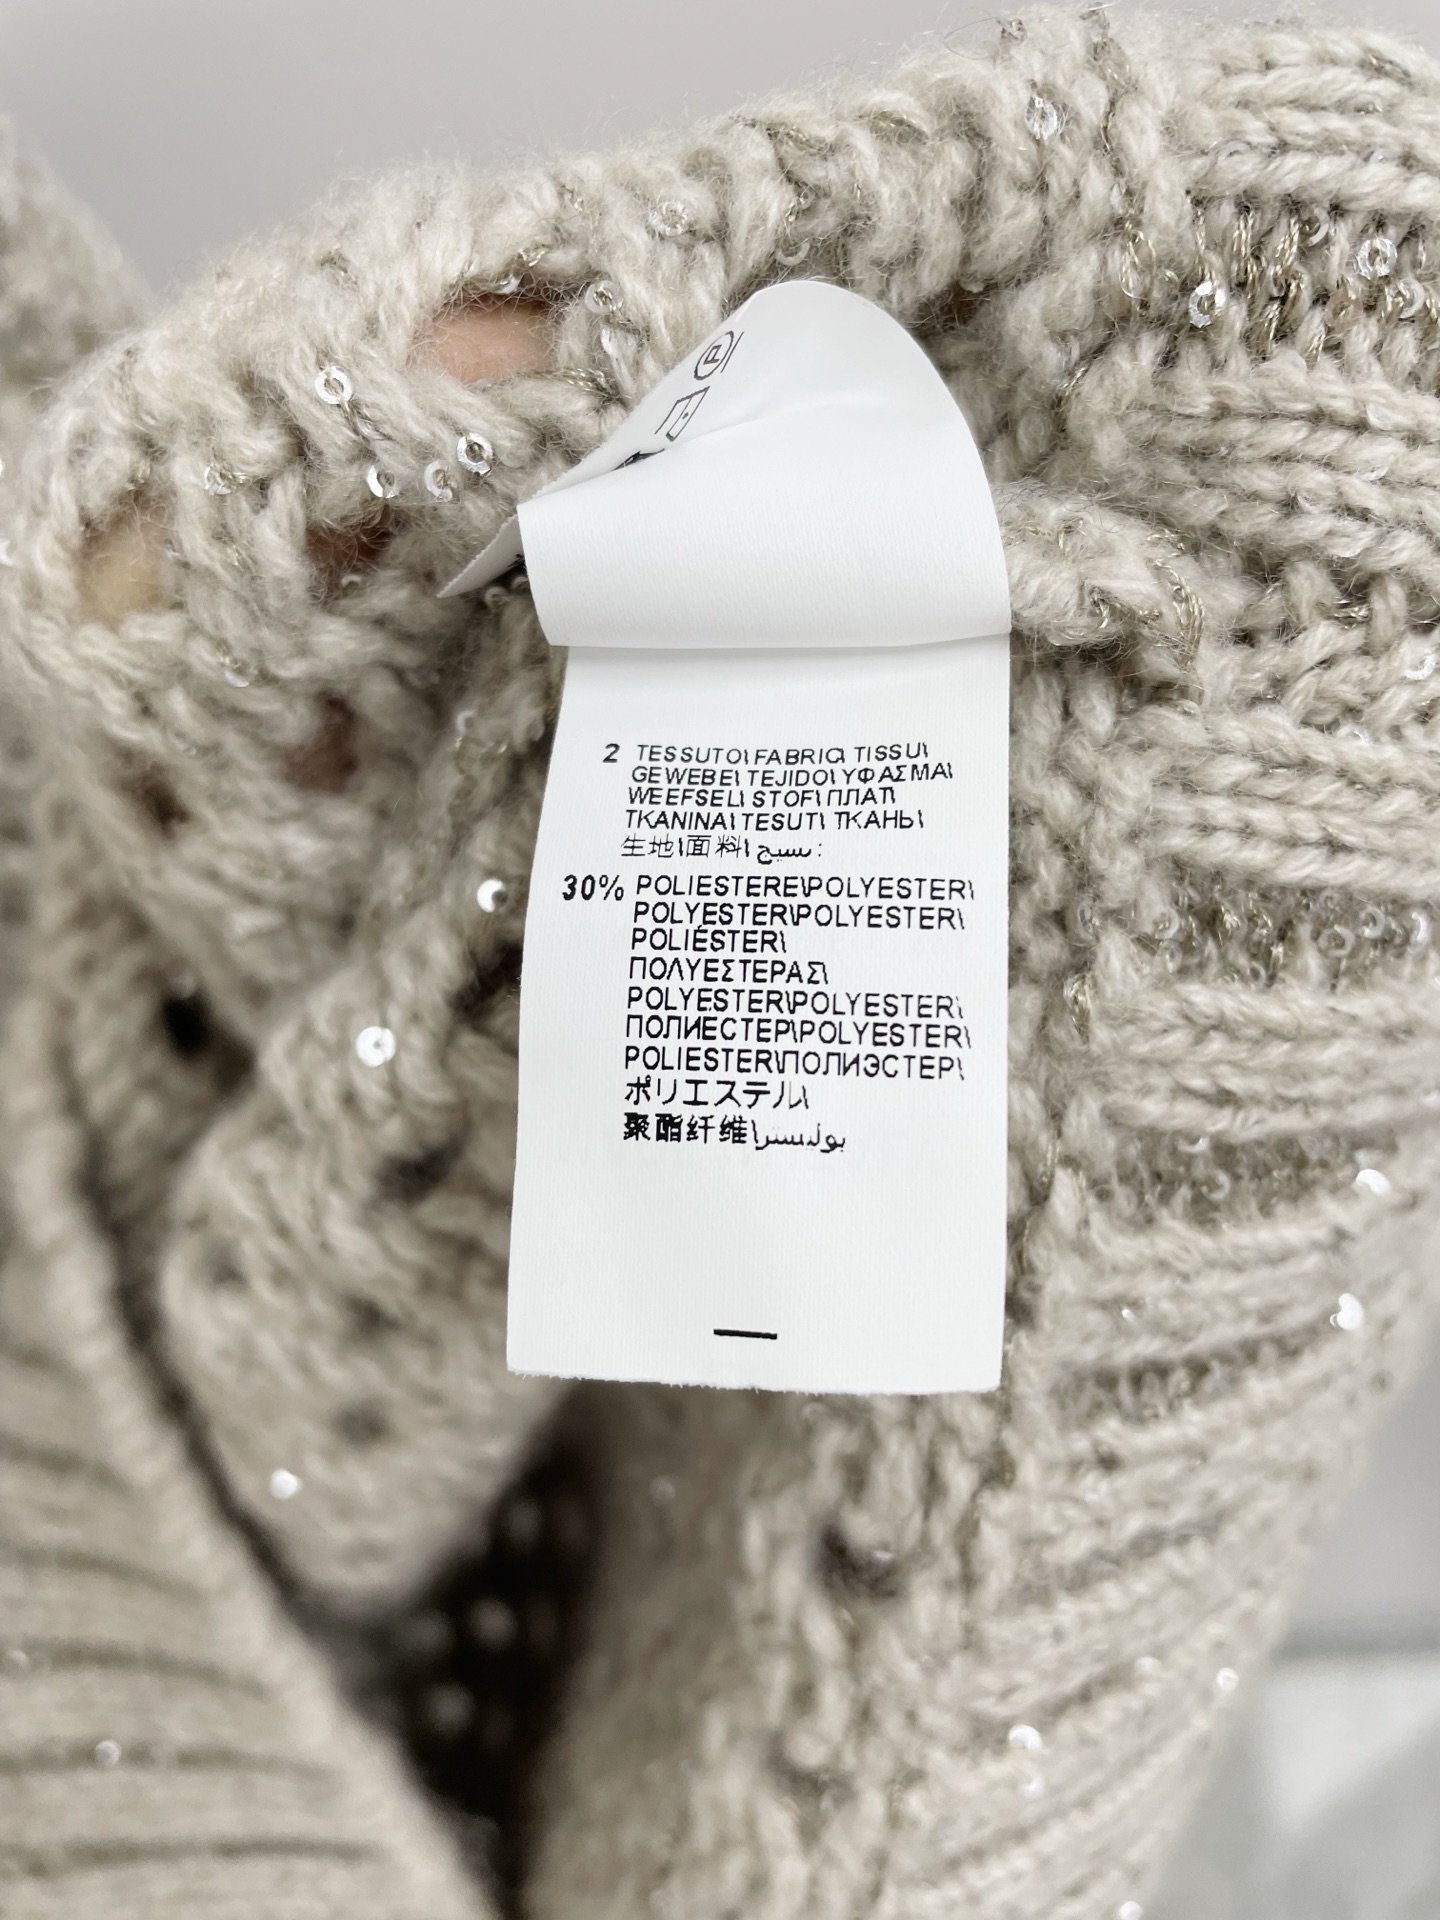 P
2 TESSUTO\FABRIC\TISSU\
GEWEBE\TEJIDO\ΥΦΑΣΜΑ\
WEEFSEL\STOF\ПЛАТ\
TKANINA\TESUT\ТКАНЬ\
生地\面料\نسيج:
30% POLIESTERE\POLYESTER\
POLYESTER\POLYESTER\
POLIÉSTER\
ΠΟΛΥΕΣΤΕΡΑΣ\
POLYESTER\POLYESTER\
ПОЛИЕСТЕР\POLYESTER\
POLIESTER\ПОЛИЭСТЕР\
ポリエステル\
聚酯纤维\بوليسترا